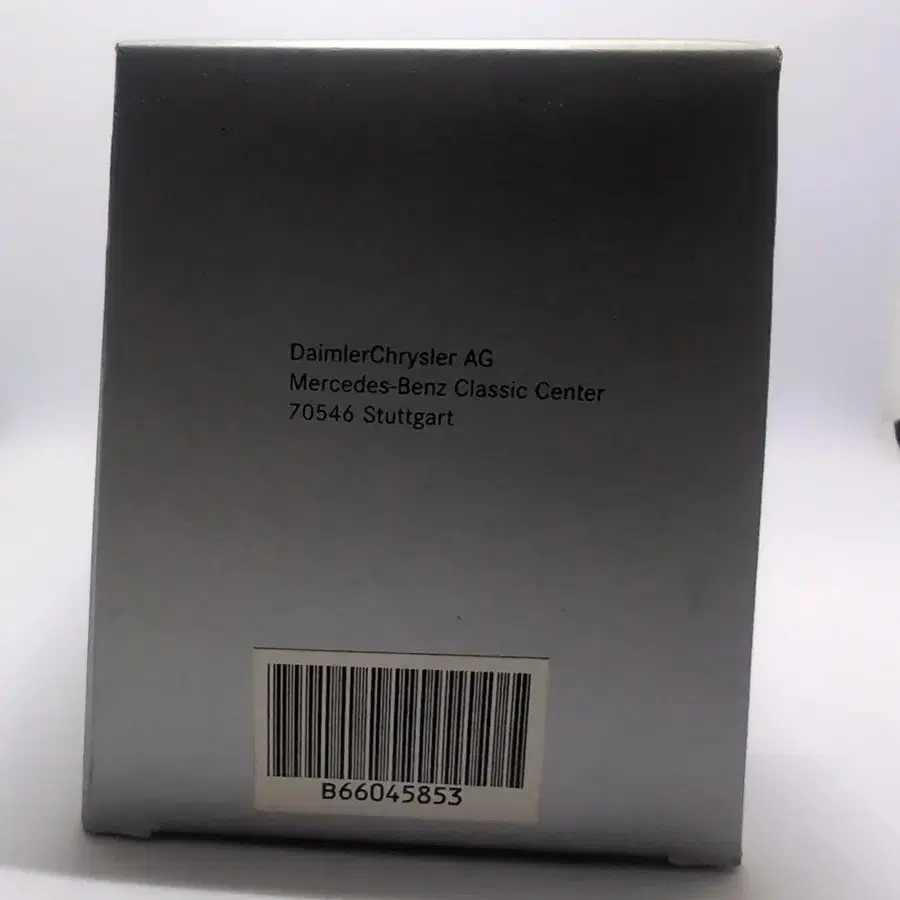 DaimlerChrysler AG
Mercedes-Benz Classic Center
70546 Stuttgart
B66045853